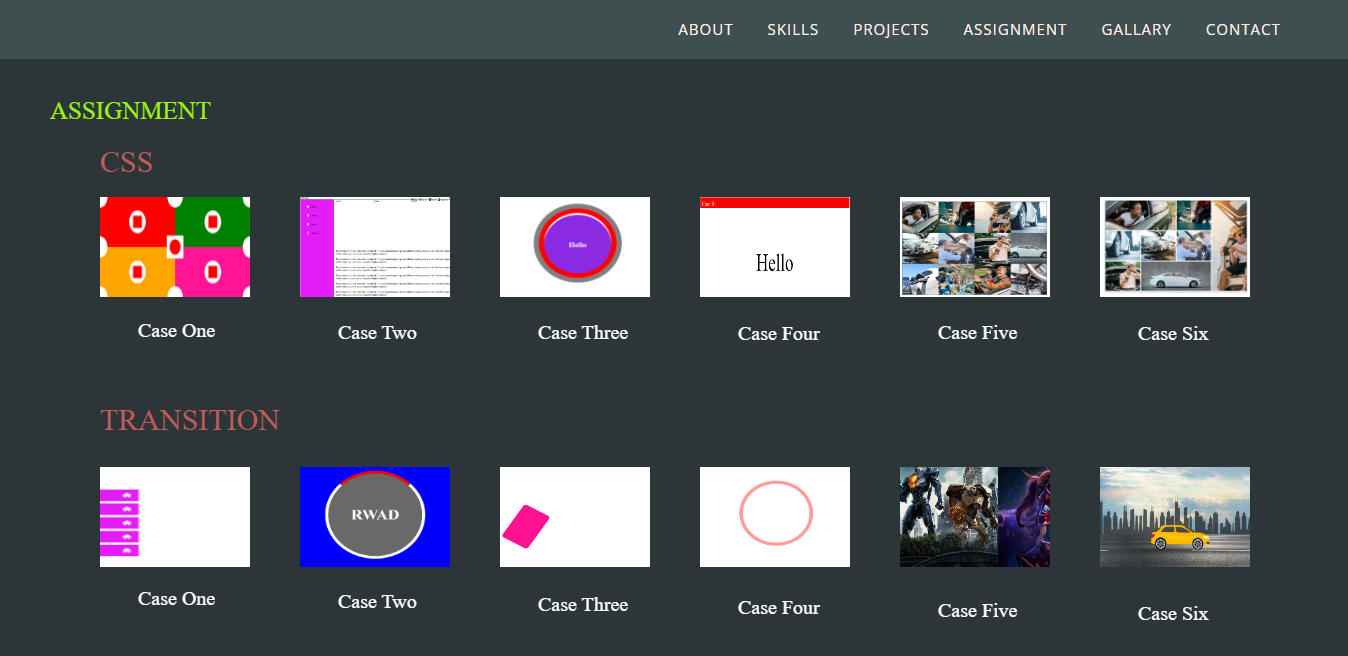 ABOUT SKILLS PROJECTS ASSIGNMENT GALLARY CONTACT
ASSIGNMENT
CSS
Hello
Hello
Case One Case Two Case Three Case Four Case Five Case Six
TRANSITION
RWAD
Case One Case Two Case Three Case Four Case Five Case Six